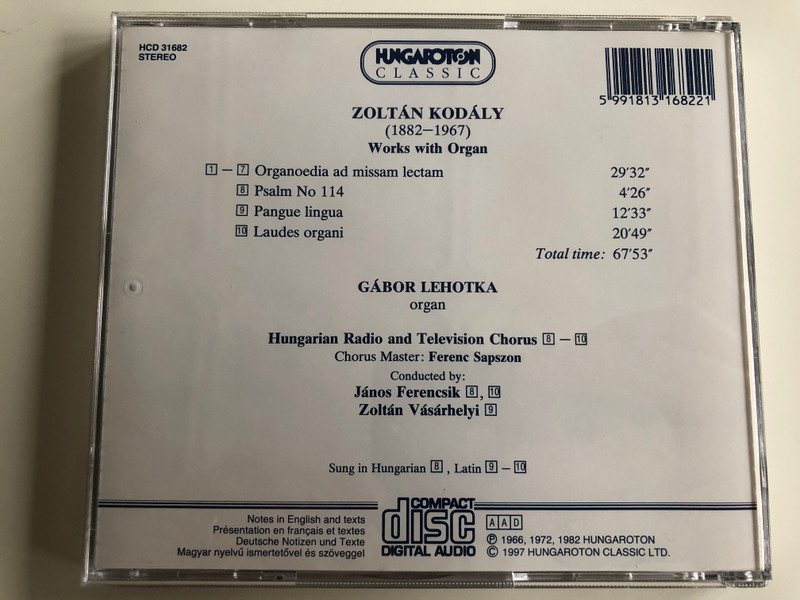 HCD 31682
STEREO
HUNGAROTON
CLASSIC
5 991813 168221
ZOLTÁN KODÁLY
(1882–1967)
Works with Organ
1 – 7 Organoedia ad missam lectam 29′32″
8 Psalm No 114 4′26″
9 Pangue lingua 12′33″
10 Laudes organi 20′49″
Total time: 67′53″
GÁBOR LEHOTKA
organ
Hungarian Radio and Television Chorus 8 – 10
Chorus Master: Ferenc Sapszon
Conducted by:
János Ferencsik 8, 10
Zoltán Vásárhelyi 9
Sung in Hungarian 8 , Latin 9 – 10
Notes in English and texts
Présentation en français et textes
Deutsche Notizen und Texte
Magyar nyelvű ismertetővel és szöveggel
COMPACT
disc
DIGITAL AUDIO
A A D
℗ 1966, 1972, 1982 HUNGAROTON
© 1997 HUNGAROTON CLASSIC LTD.